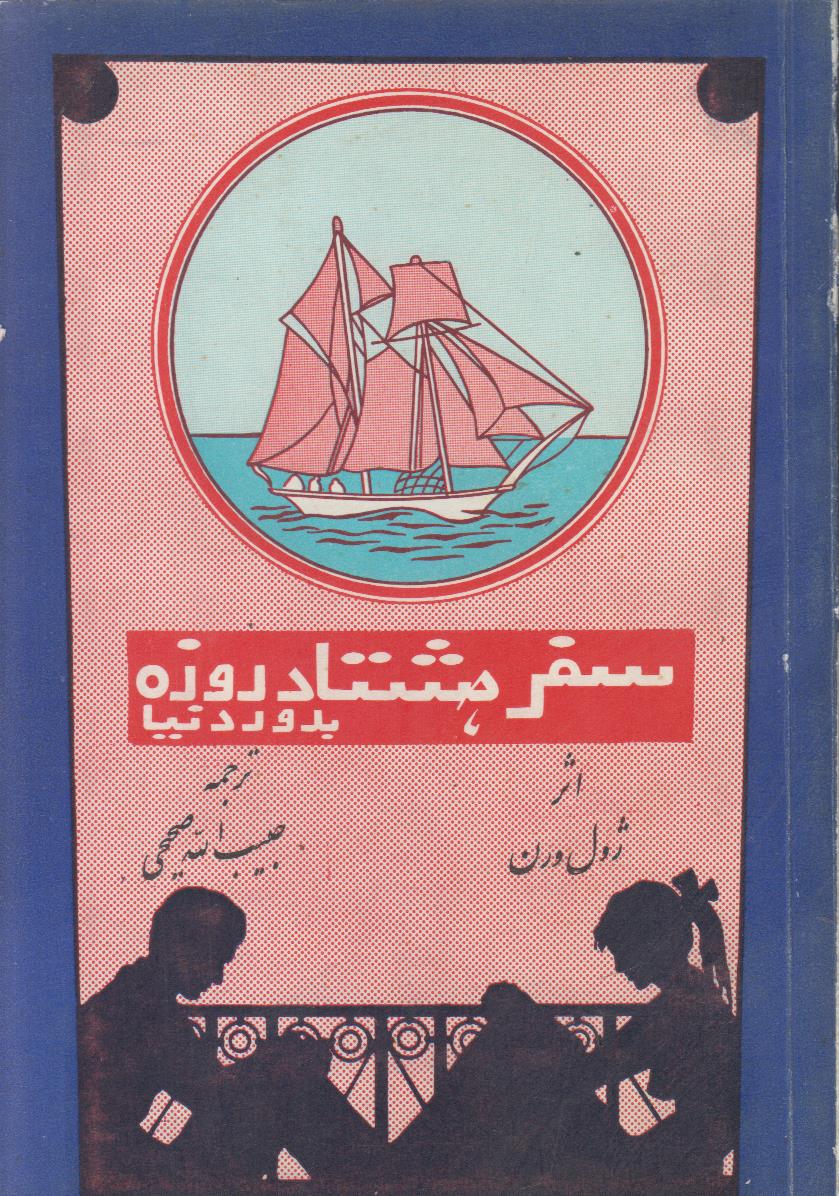 سفر هشتاد روزه
بدور دنیا
اثر
ژول ورن
ترجمه
حبیب الله صحیحی